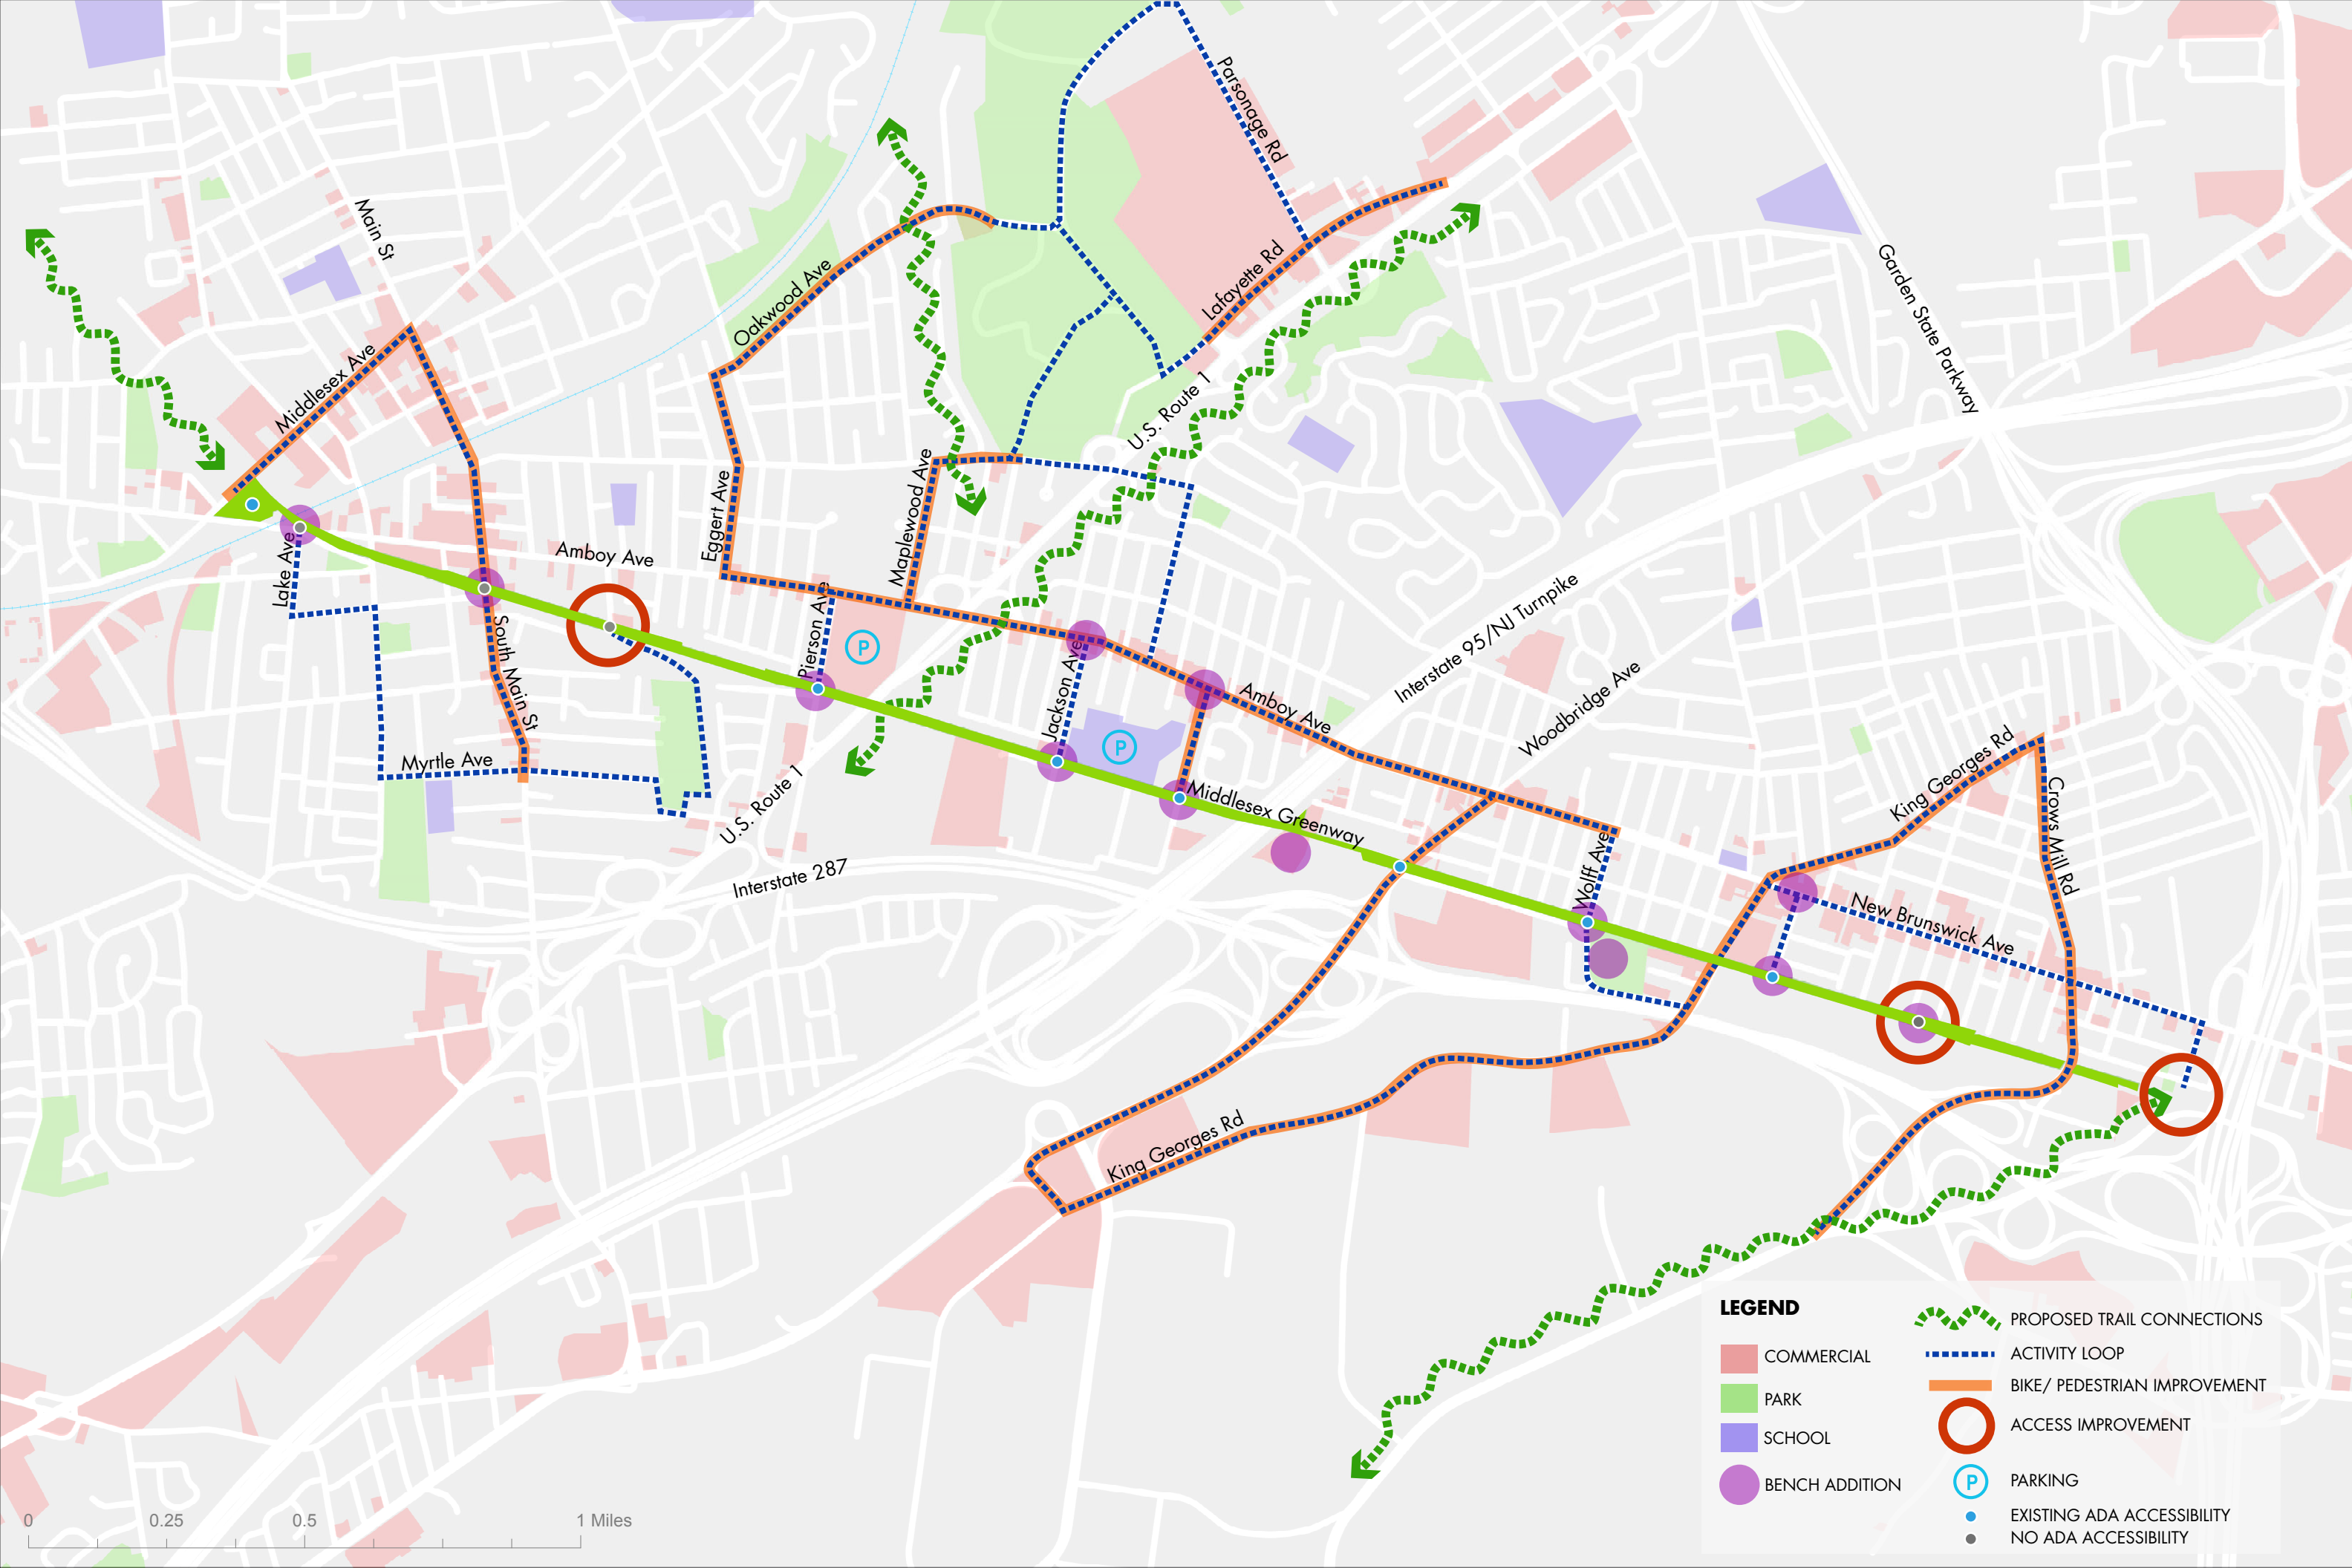 Parsonage Rd
Main St
Garden State Parkway
Oakwood Ave
Lafayette Rd
Middlesex Ave
U.S. Route 1
Eggert Ave
Maplewood Ave
Lake Ave
Amboy Ave
Pierson Ave
P
South Main St
Interstate 95/NJ Turnpike
Jackson Ave
P
Amboy Ave
Woodbridge Ave
Myrtle Ave
U.S. Route 1
Middlesex Greenway
King Georges Rd
Crows Mill Rd
Interstate 287
Wolff Ave
New Brunswick Ave
King Georges Rd
LEGEND
COMMERCIAL
PARK
SCHOOL
BENCH ADDITION
PROPOSED TRAIL CONNECTIONS
ACTIVITY LOOP
BIKE/ PEDESTRIAN IMPROVEMENT
ACCESS IMPROVEMENT
P PARKING
EXISTING ADA ACCESSIBILITY
NO ADA ACCESSIBILITY
0 0.25 0.5 1 Miles